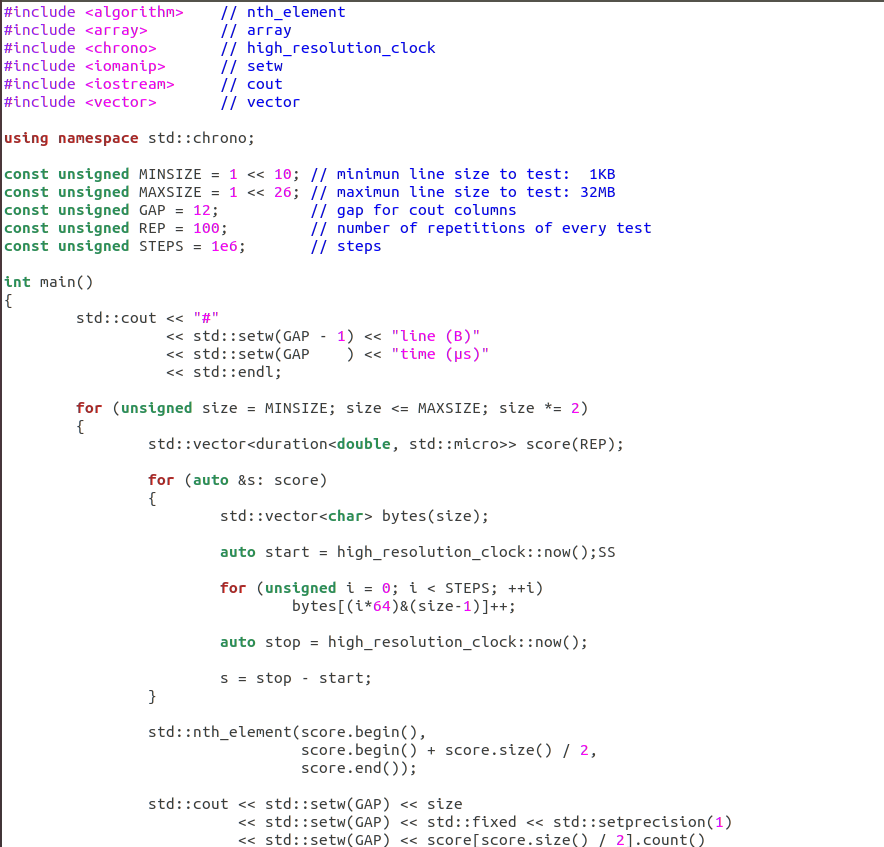 #include <algorithm>    // nth_element
#include <array>        // array
#include <chrono>       // high_resolution_clock
#include <iomanip>      // setw
#include <iostream>     // cout
#include <vector>       // vector

using namespace std::chrono;

const unsigned MINSIZE = 1 << 10; // minimun line size to test:  1KB
const unsigned MAXSIZE = 1 << 26; // maximun line size to test: 32MB
const unsigned GAP = 12;          // gap for cout columns
const unsigned REP = 100;         // number of repetitions of every test
const unsigned STEPS = 1e6;       // steps

int main()
{
        std::cout << "#"
                  << std::setw(GAP - 1) << "line (B)"
                  << std::setw(GAP    ) << "time (µs)"
                  << std::endl;

        for (unsigned size = MINSIZE; size <= MAXSIZE; size *= 2)
        {
                std::vector<duration<double, std::micro>> score(REP);

                for (auto &s: score)
                {
                        std::vector<char> bytes(size);

                        auto start = high_resolution_clock::now();SS

                        for (unsigned i = 0; i < STEPS; ++i)
                                bytes[(i*64)&(size-1)]++;

                        auto stop = high_resolution_clock::now();

                        s = stop - start;
                }

                std::nth_element(score.begin(),
                                 score.begin() + score.size() / 2,
                                 score.end());

                std::cout << std::setw(GAP) << size
                          << std::setw(GAP) << std::fixed << std::setprecision(1)
                          << std::setw(GAP) << score[score.size() / 2].count()